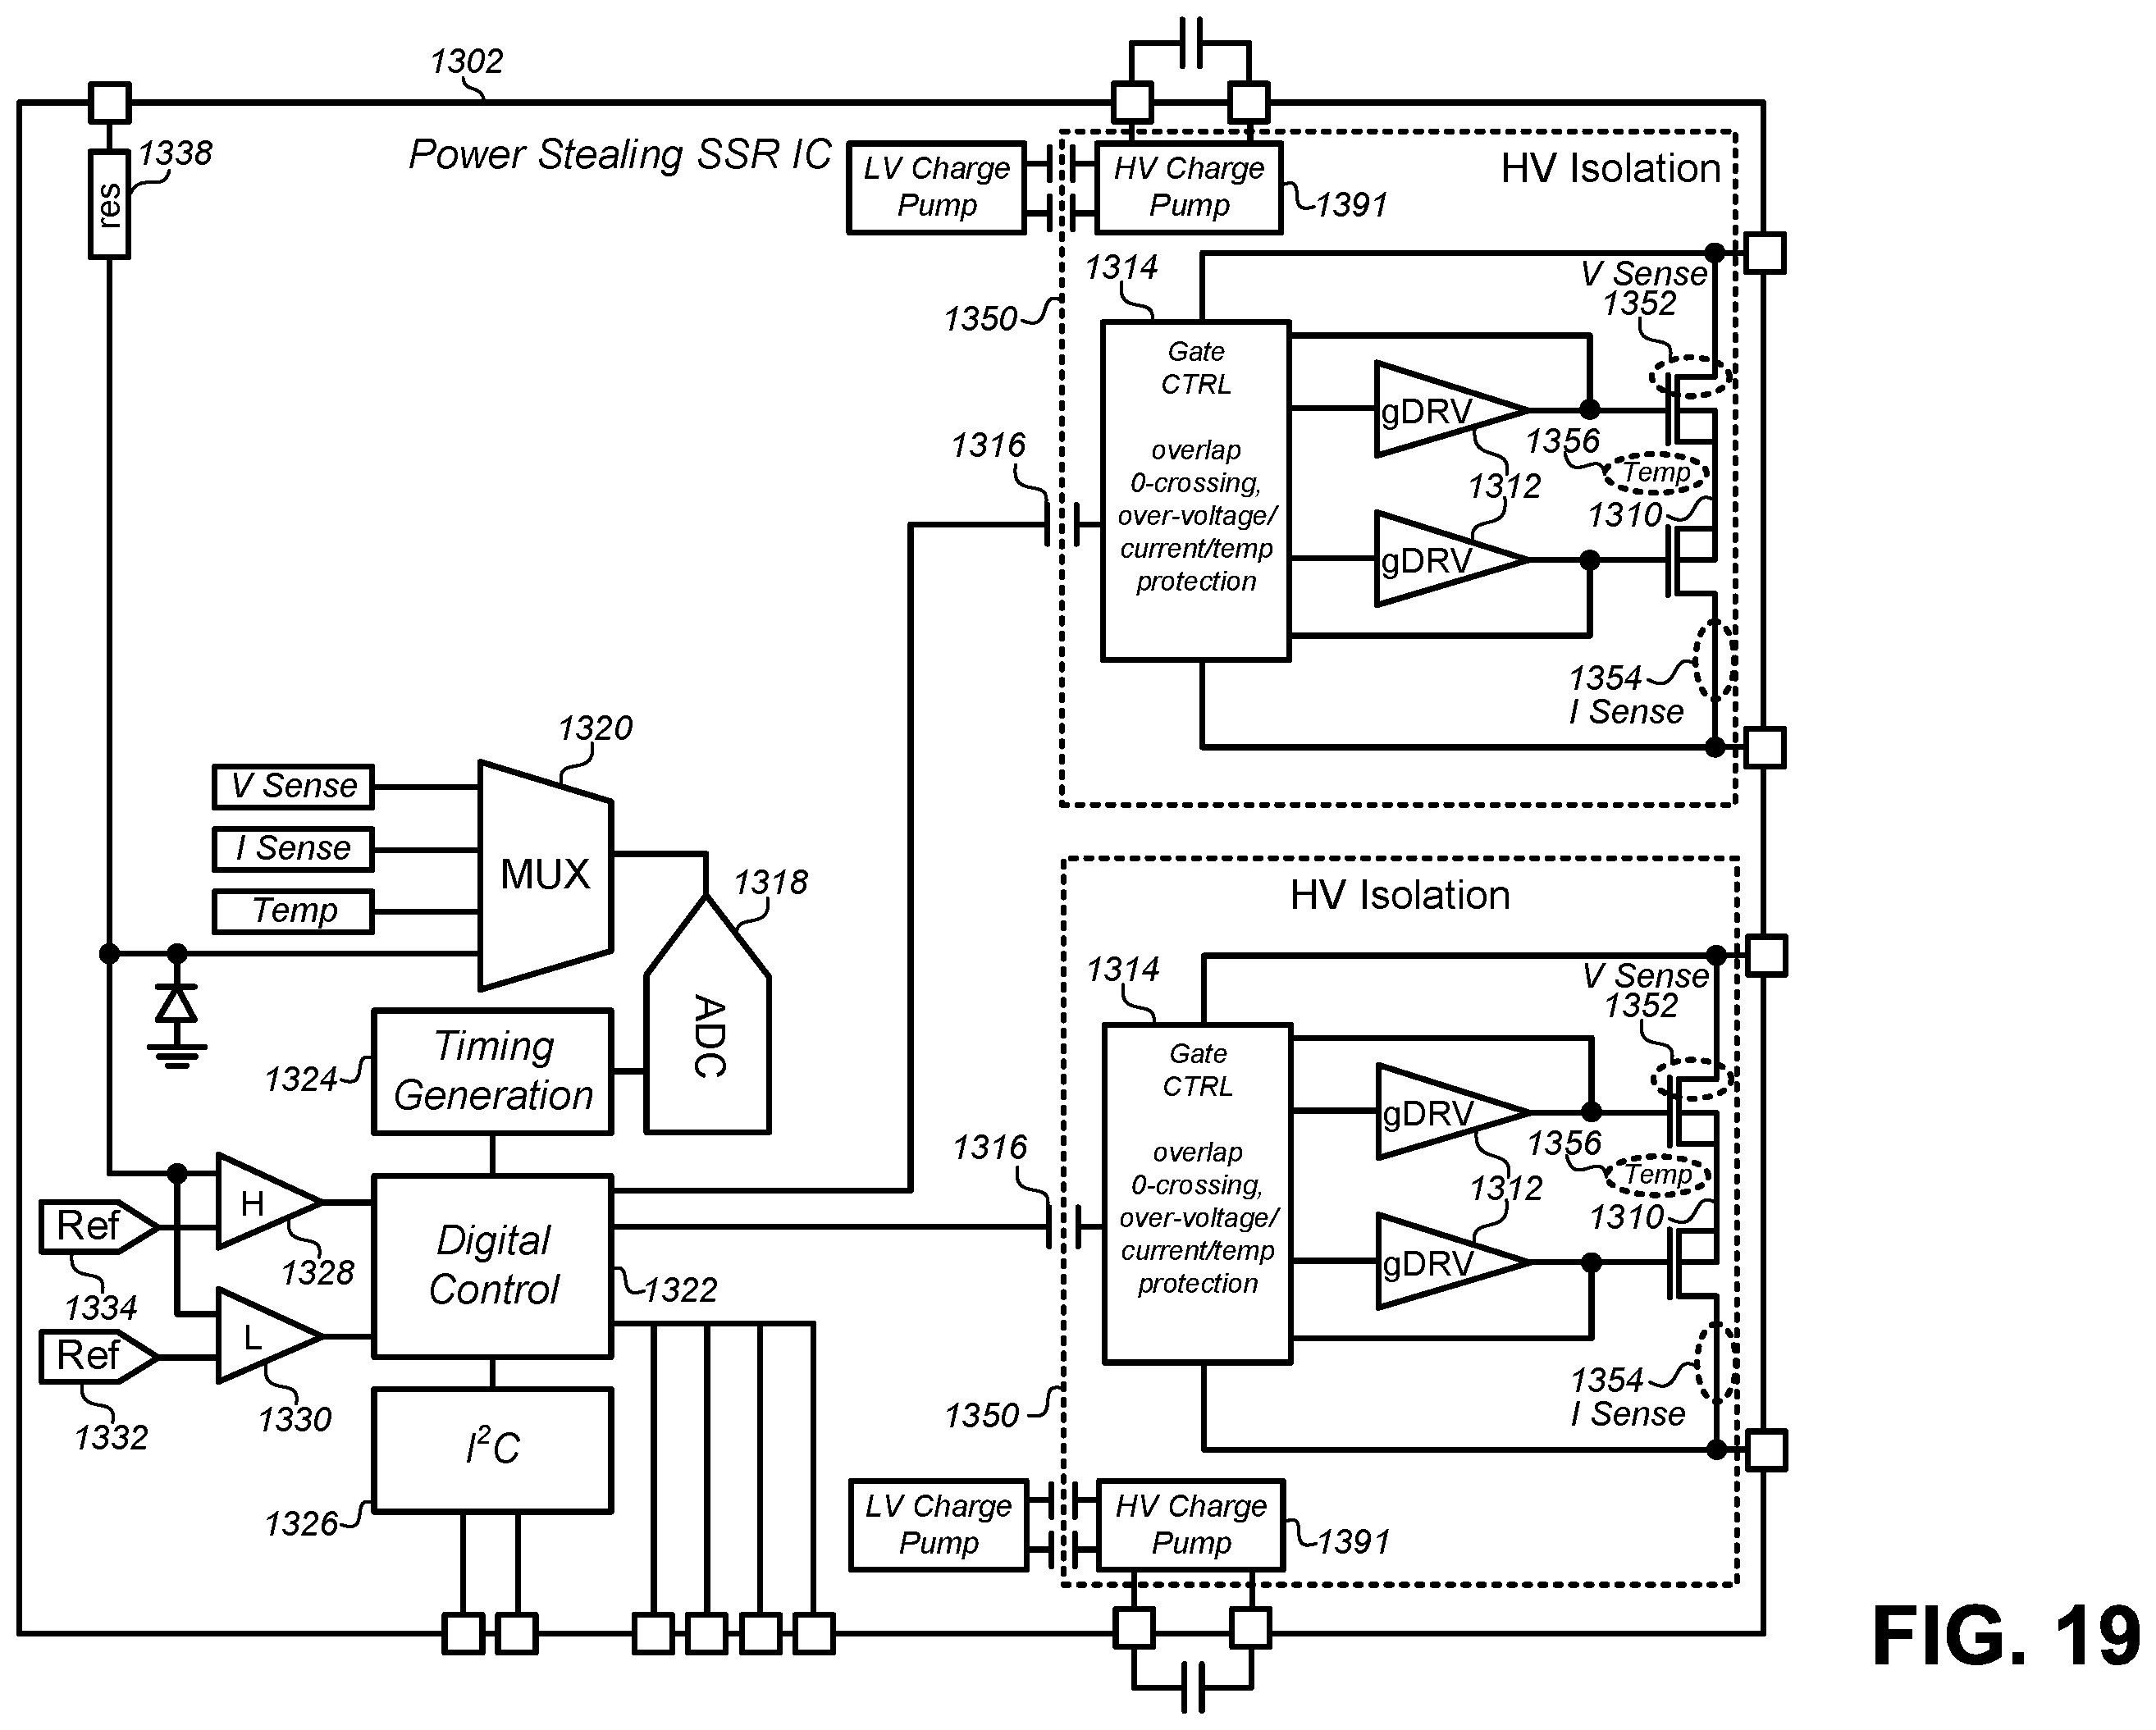 1302
1338
res
Power Stealing SSR IC
LV Charge
Pump
HV Charge
Pump
1391
HV Isolation
1314
1350
V Sense
1352
Gate
CTRL
overlap
0-crossing,
over-voltage/
current/temp
protection
gDRV
gDRV
1312
1356
Temp
1310
1316
1354
I Sense
1320
V Sense
I Sense
Temp
MUX
1318
ADC
HV Isolation
1314
V Sense
1352
Gate
CTRL
overlap
0-crossing,
over-voltage/
current/temp
protection
gDRV
gDRV
1312
1356
Temp
1310
1316
1354
I Sense
1350
1324
Timing
Generation
H
Ref
1328
1334
Digital
Control
1322
L
Ref
1330
1332
I²C
1326
LV Charge
Pump
HV Charge
Pump
1391
FIG. 19